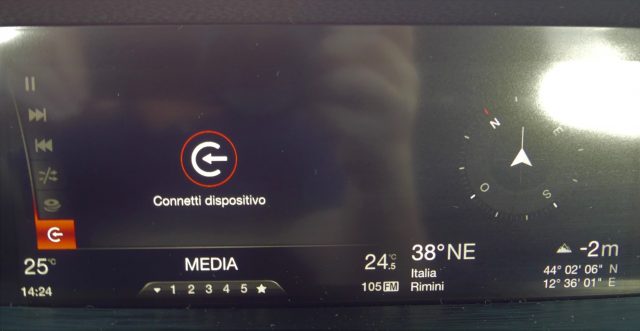 N
E
S
O
Connetti dispositivo
25°C
MEDIA
24°C.5
14:24
1 2 3 4 5
105 FM
38° NE
Italia
Rimini
-2m
44° 02' 06" N
12° 36' 01" E